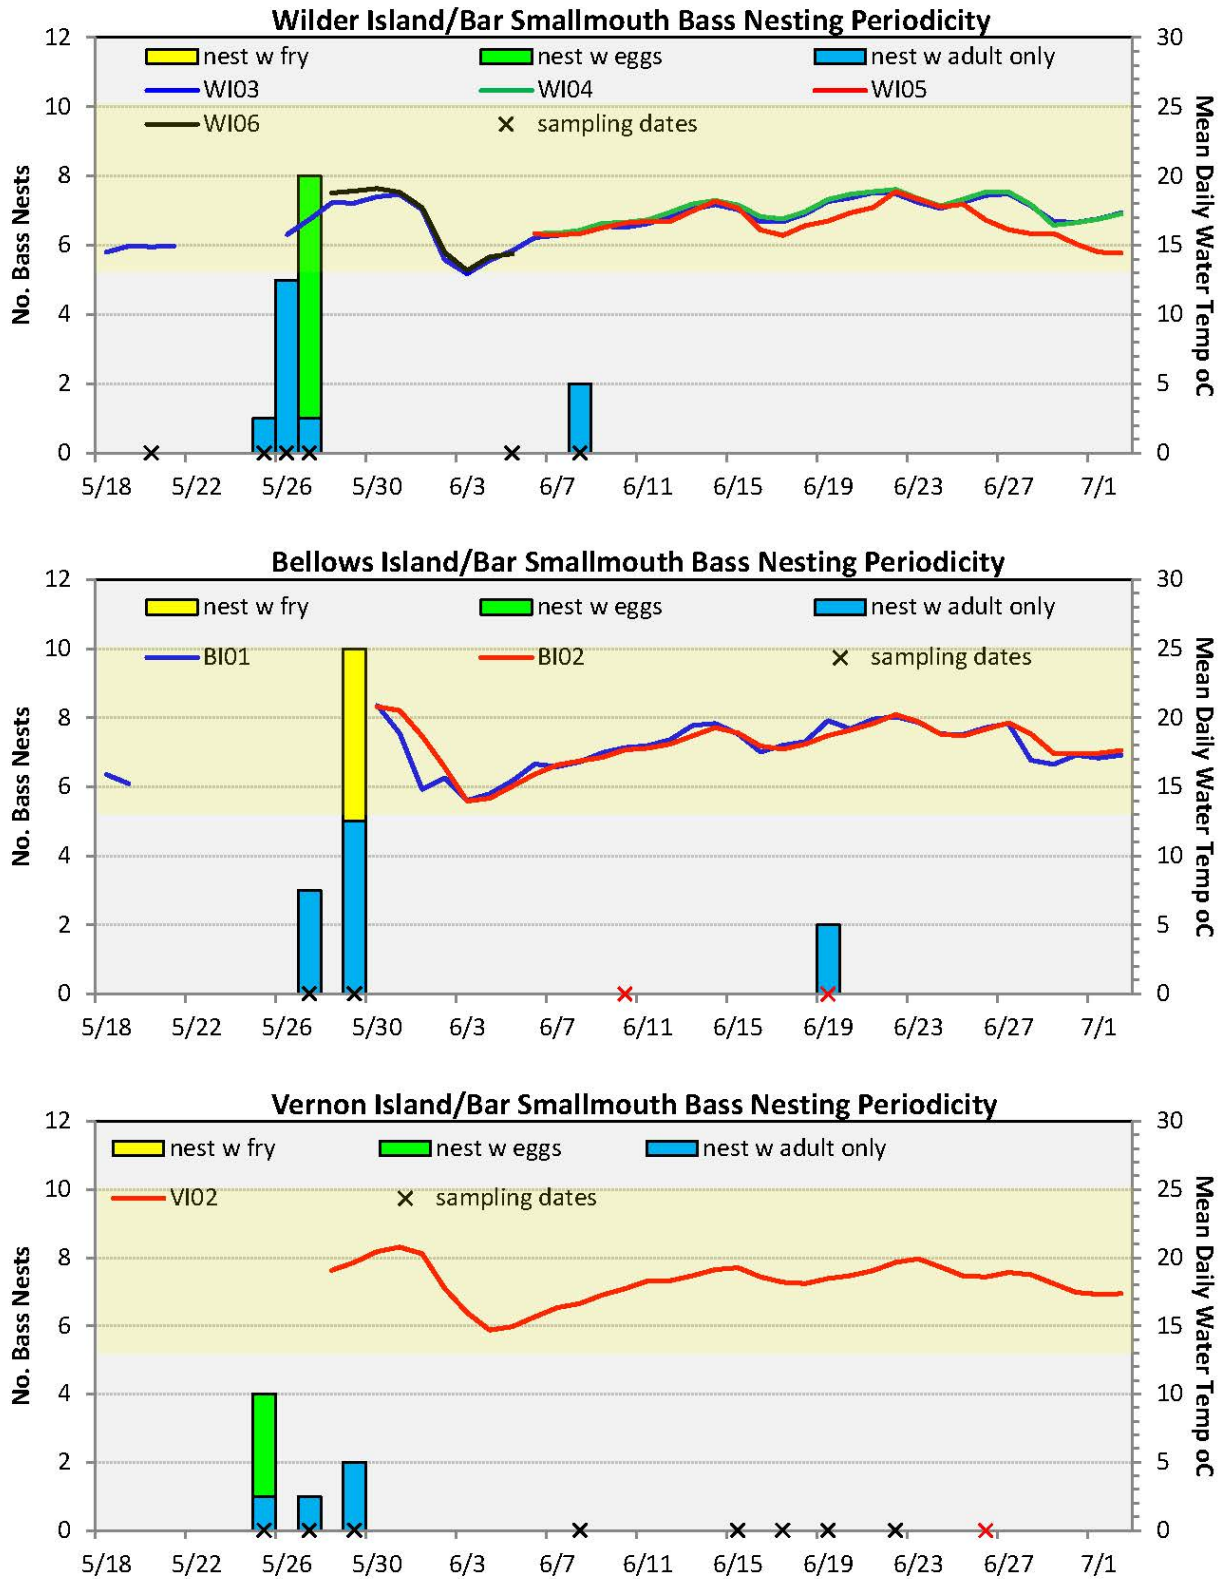 Wilder Island/Bar Smallmouth Bass Nesting Periodicity
12 30
nest w fry nest w eggs nest w adult only
WI03 WI04 WI05
10 25
WI06 sampling dates
8 20
6 15
4 10
2 5
0 0
No. Bass Nests
Mean Daily Water Temp oC
5/18 5/22 5/26 5/30 6/3 6/7 6/11 6/15 6/19 6/23 6/27 7/1
Bellows Island/Bar Smallmouth Bass Nesting Periodicity
12 30
nest w fry nest w eggs nest w adult only
10 25
BI01 BI02 sampling dates
8 20
6 15
4 10
2 5
0 0
No. Bass Nests
Mean Daily Water Temp oC
5/18 5/22 5/26 5/30 6/3 6/7 6/11 6/15 6/19 6/23 6/27 7/1
Vernon Island/Bar Smallmouth Bass Nesting Periodicity
12 30
nest w fry nest w eggs nest w adult only
10 25
VI02 sampling dates
8 20
6 15
4 10
2 5
0 0
No. Bass Nests
Mean Daily Water Temp oC
5/18 5/22 5/26 5/30 6/3 6/7 6/11 6/15 6/19 6/23 6/27 7/1